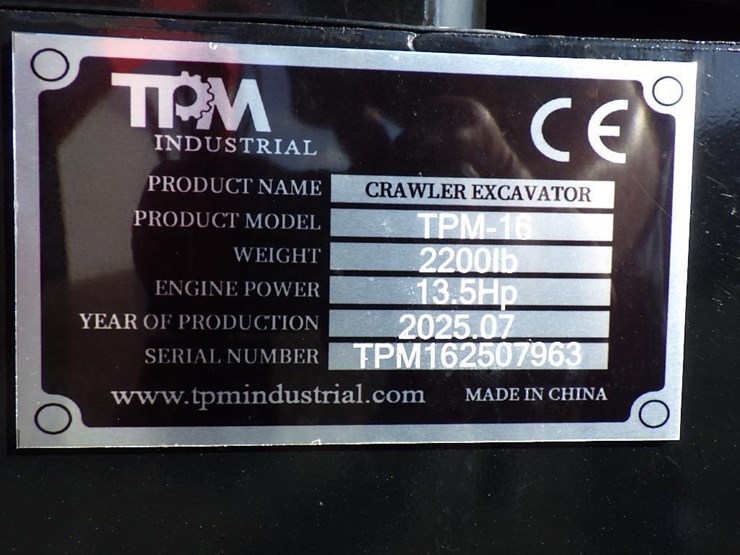 TPM
INDUSTRIAL
CE
PRODUCT NAME CRAWLER EXCAVATOR
PRODUCT MODEL TPM-16
WEIGHT 2200lb
ENGINE POWER 13.5Hp
YEAR OF PRODUCTION 2025.07
SERIAL NUMBER TPM162507963
www.tpmindustrial.com MADE IN CHINA